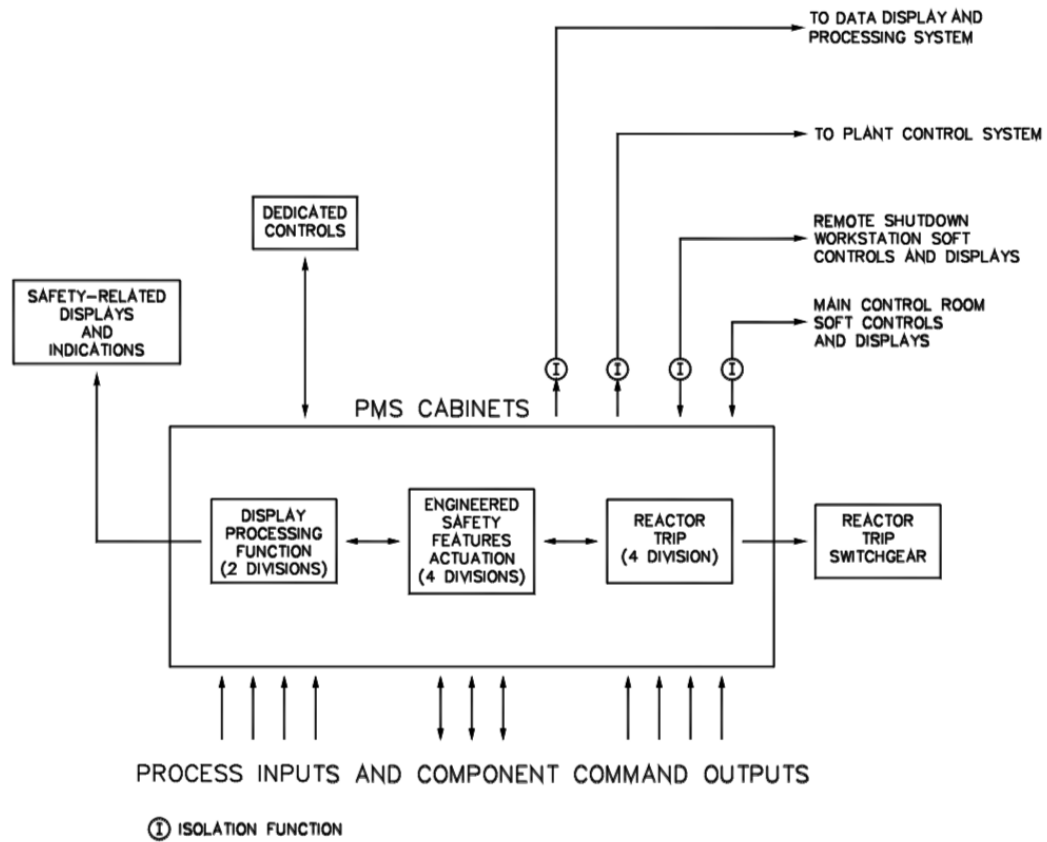 TO DATA DISPLAY AND
PROCESSING SYSTEM
TO PLANT CONTROL SYSTEM
DEDICATED
CONTROLS
REMOTE SHUTDOWN
WORKSTATION SOFT
CONTROLS AND DISPLAYS
SAFETY-RELATED
DISPLAYS
AND
INDICATIONS
MAIN CONTROL ROOM
SOFT CONTROLS
AND DISPLAYS
I
I
I
I
PMS CABINETS
DISPLAY
PROCESSING
FUNCTION
(2 DIVISIONS)
ENGINEERED
SAFETY
FEATURES
ACTUATION
(4 DIVISIONS)
REACTOR
TRIP
(4 DIVISION)
REACTOR
TRIP
SWITCHGEAR
PROCESS INPUTS AND COMPONENT COMMAND OUTPUTS
I ISOLATION FUNCTION